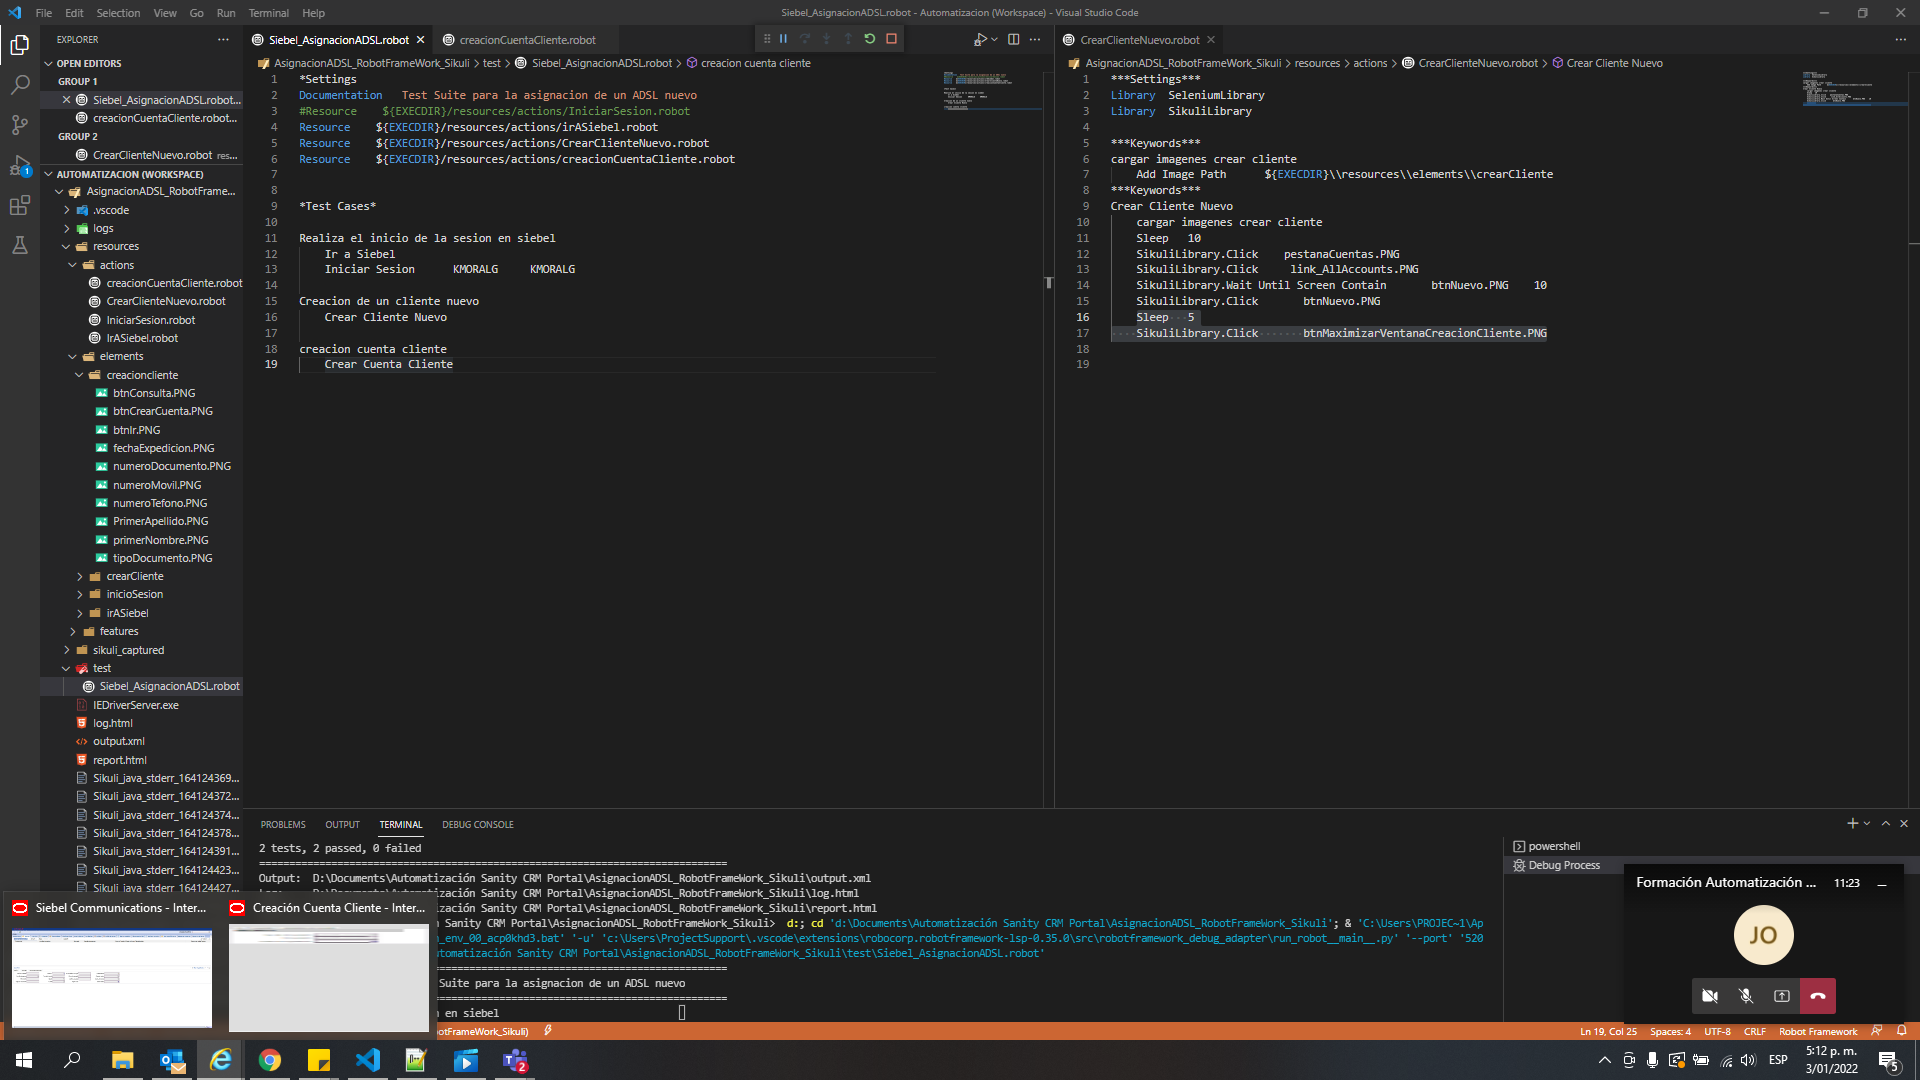 File Edit Selection View Go Run Terminal Help
Siebel_AsignacionADSL.robot - Automatizacion (Workspace) - Visual Studio Code
EXPLORER
OPEN EDITORS
GROUP 1
Siebel_AsignacionADSL.robot...
creacionCuentaCliente.robot...
GROUP 2
CrearClienteNuevo.robot res...
AUTOMATIZACION (WORKSPACE)
AsignacionADSL_RobotFrame...
.vscode
logs
resources
actions
creacionCuentaCliente.robot
CrearClienteNuevo.robot
IniciarSesion.robot
IrASiebel.robot
elements
creacioncliente
btnConsulta.PNG
btnCrearCuenta.PNG
btnIr.PNG
fechaExpedicion.PNG
numeroDocumento.PNG
numeroMovil.PNG
numeroTefono.PNG
PrimerApellido.PNG
primerNombre.PNG
tipoDocumento.PNG
crearCliente
inicioSesion
irASiebel
features
sikuli_captured
test
Siebel_AsignacionADSL.robot
IEDriverServer.exe
log.html
output.xml
report.html
Sikuli_java_stderr_164124369...
Sikuli_java_stderr_164124372...
Sikuli_java_stderr_164124374...
Sikuli_java_stderr_164124378...
Sikuli_java_stderr_164124391...
Sikuli_java_stderr_164124423...
Sikuli_java_stderr_164124427...
Siebel_AsignacionADSL.robot creacionCuentaCliente.robot
AsignacionADSL_RobotFrameWork_Sikuli > test > Siebel_AsignacionADSL.robot > creacion cuenta cliente
1 *Settings
2 Documentation Test Suite para la asignacion de un ADSL nuevo
3 #Resource ${EXECDIR}/resources/actions/IniciarSesion.robot
4 Resource ${EXECDIR}/resources/actions/irASiebel.robot
5 Resource ${EXECDIR}/resources/actions/CrearClienteNuevo.robot
6 Resource ${EXECDIR}/resources/actions/creacionCuentaCliente.robot
7
8
9 *Test Cases*
10
11 Realiza el inicio de la sesion en siebel
12 Ir a Siebel
13 Iniciar Sesion KMORALG KMORALG
14
15 Creacion de un cliente nuevo
16 Crear Cliente Nuevo
17
18 creacion cuenta cliente
19 Crear Cuenta Cliente
CrearClienteNuevo.robot
AsignacionADSL_RobotFrameWork_Sikuli > resources > actions > CrearClienteNuevo.robot > Crear Cliente Nuevo
1 ***Settings***
2 Library SeleniumLibrary
3 Library SikuliLibrary
4
5 ***Keywords***
6 cargar imagenes crear cliente
7 Add Image Path ${EXECDIR}\\resources\\elements\\crearCliente
8 ***Keywords***
9 Crear Cliente Nuevo
10 cargar imagenes crear cliente
11 Sleep 10
12 SikuliLibrary.Click pestanaCuentas.PNG
13 SikuliLibrary.Click link_AllAccounts.PNG
14 SikuliLibrary.Wait Until Screen Contain btnNuevo.PNG 10
15 SikuliLibrary.Click btnNuevo.PNG
16 Sleep 5
17 SikuliLibrary.Click btnMaximizarVentanaCreacionCliente.PNG
18
19
PROBLEMS OUTPUT TERMINAL DEBUG CONSOLE
2 tests, 2 passed, 0 failed
==============================================================================
Output: D:\Documents\Automatización Sanity CRM Portal\AsignacionADSL_RobotFrameWork_Sikuli\output.xml
D:\Documents\Automatización Sanity CRM Portal\AsignacionADSL_RobotFrameWork_Sikuli\log.html
ización Sanity CRM Portal\AsignacionADSL_RobotFrameWork_Sikuli\report.html
n Sanity CRM Portal\AsignacionADSL_RobotFrameWork_Sikuli> d:; cd 'd:\Documents\Automatización Sanity CRM Portal\AsignacionADSL_RobotFrameWork_Sikuli'; & 'C:\Users\PROJEC~1\Ap
n_env_00_acp0khd3.bat' '-u' 'c:\Users\ProjectSupport\.vscode\extensions\robocorp.robotframework-lsp-0.35.0\src\robotframework_debug_adapter\run_robot__main__.py' '--port' '520
utomatización Sanity CRM Portal\AsignacionADSL_RobotFrameWork_Sikuli\test\Siebel_AsignacionADSL.robot'
Suite para la asignacion de un ADSL nuevo
n en siebel
powershell
Debug Process
Formación Automatización ... 11:23
JO
Siebel Communications - Inter...
Creación Cuenta Cliente - Inter...
otFrameWork_Sikuli)
Ln 19, Col 25 Spaces: 4 UTF-8 CRLF Robot Framework
ESP
5:12 p. m.
3/01/2022
5
2
1